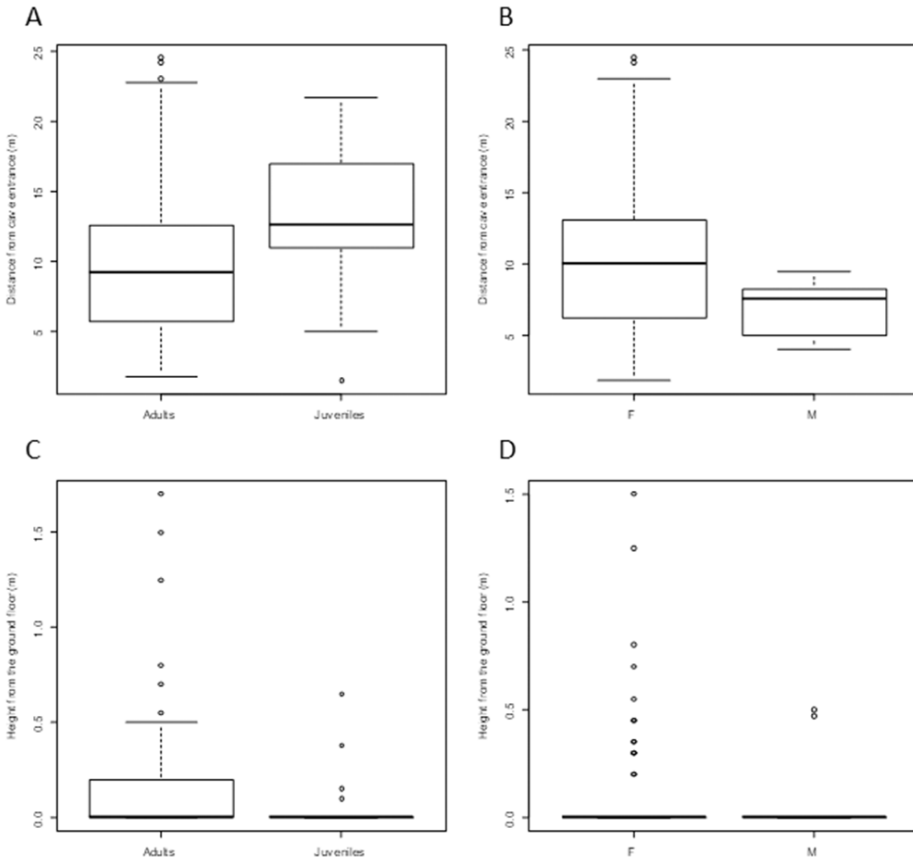 A
B
Distance from cave entrance (m)
25
20
15
10
5
Adults
Juveniles
Distance from cave entrance (m)
25
20
15
10
5
F
M
C
D
Height from the ground floor (m)
1.5
1.0
0.5
0.0
Adults
Juveniles
Height from the ground floor (m)
1.5
1.0
0.5
0.0
F
M